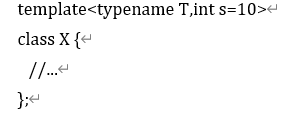 template<typename T,int s=10>↵
class X {↵
//...↵
};↵